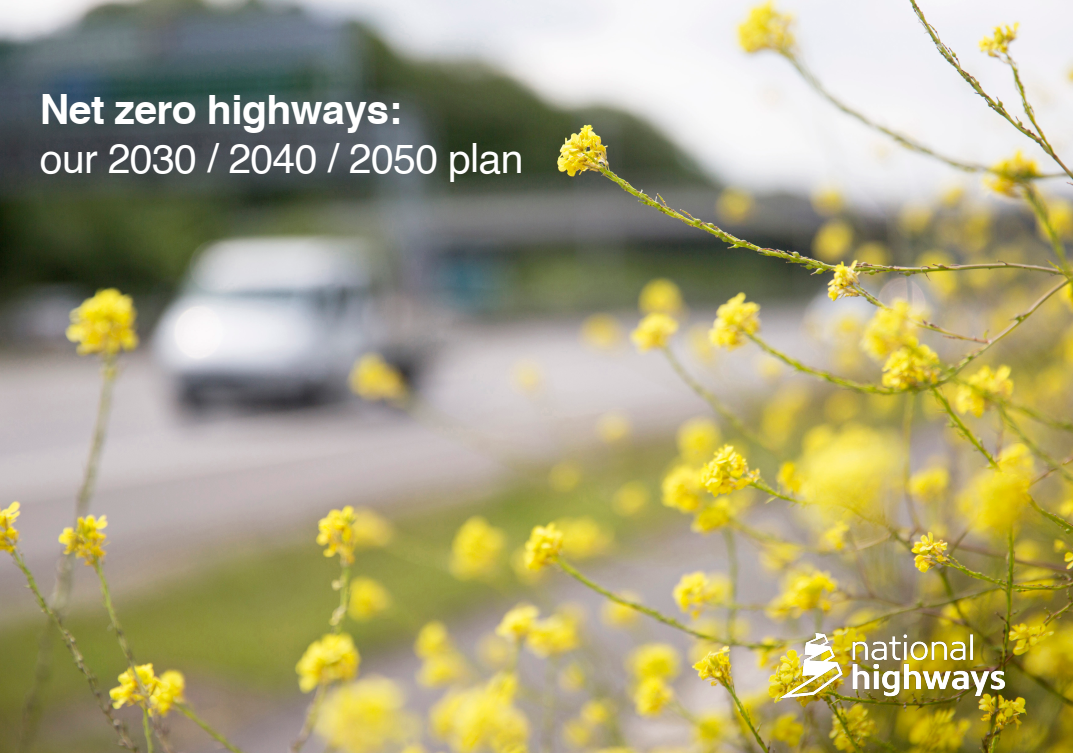 Net zero highways:
our 2030 / 2040 / 2050 plan
national
highways